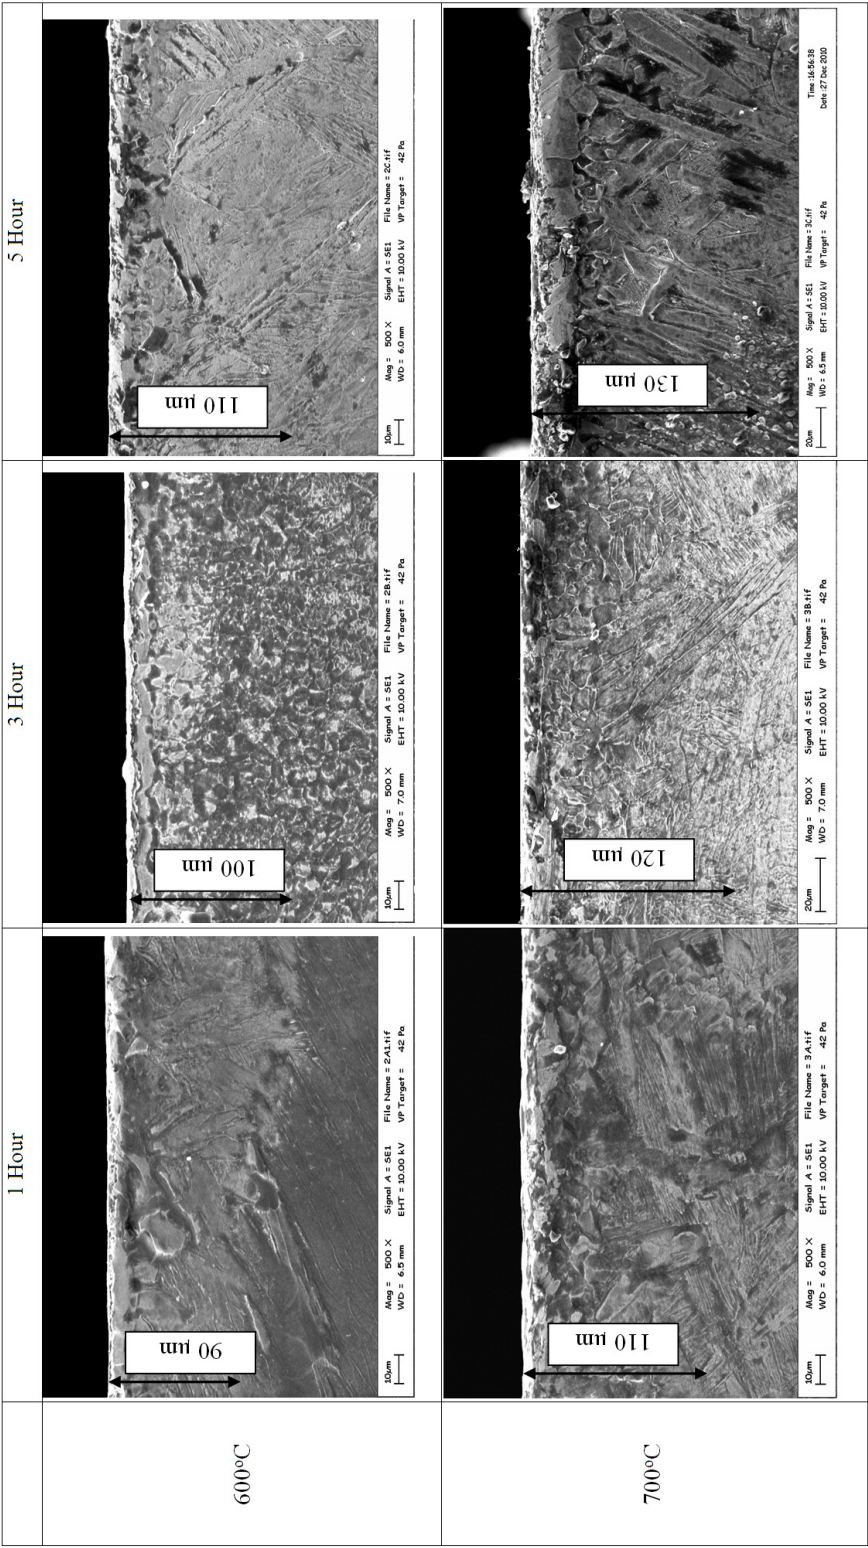 1 Hour
3 Hour
5 Hour
600°C
90 µm
10µm
Mag = 500 X
WD = 6.5 mm
Signal A = SE1
EHT = 10.00 kV
File Name = 2A1.tif
VP Target = 42 Pa
100 µm
10µm
Mag = 500 X
WD = 7.0 mm
Signal A = SE1
EHT = 10.00 kV
File Name = 2B.tif
VP Target = 42 Pa
110 µm
10µm
Mag = 500 X
WD = 6.0 mm
Signal A = SE1
EHT = 10.00 kV
File Name = 2C.tif
VP Target = 42 Pa
700°C
110 µm
10µm
Mag = 500 X
WD = 6.0 mm
Signal A = SE1
EHT = 10.00 kV
File Name = 3A.tif
VP Target = 42 Pa
120 µm
20µm
Mag = 500 X
WD = 7.0 mm
Signal A = SE1
EHT = 10.00 kV
File Name = 3B.tif
VP Target = 42 Pa
130 µm
20µm
Mag = 500 X
WD = 6.5 mm
Signal A = SE1
EHT = 10.00 kV
File Name = 3C.tif
VP Target = 42 Pa
Time :16:56:38
Date :27 Dec 2010